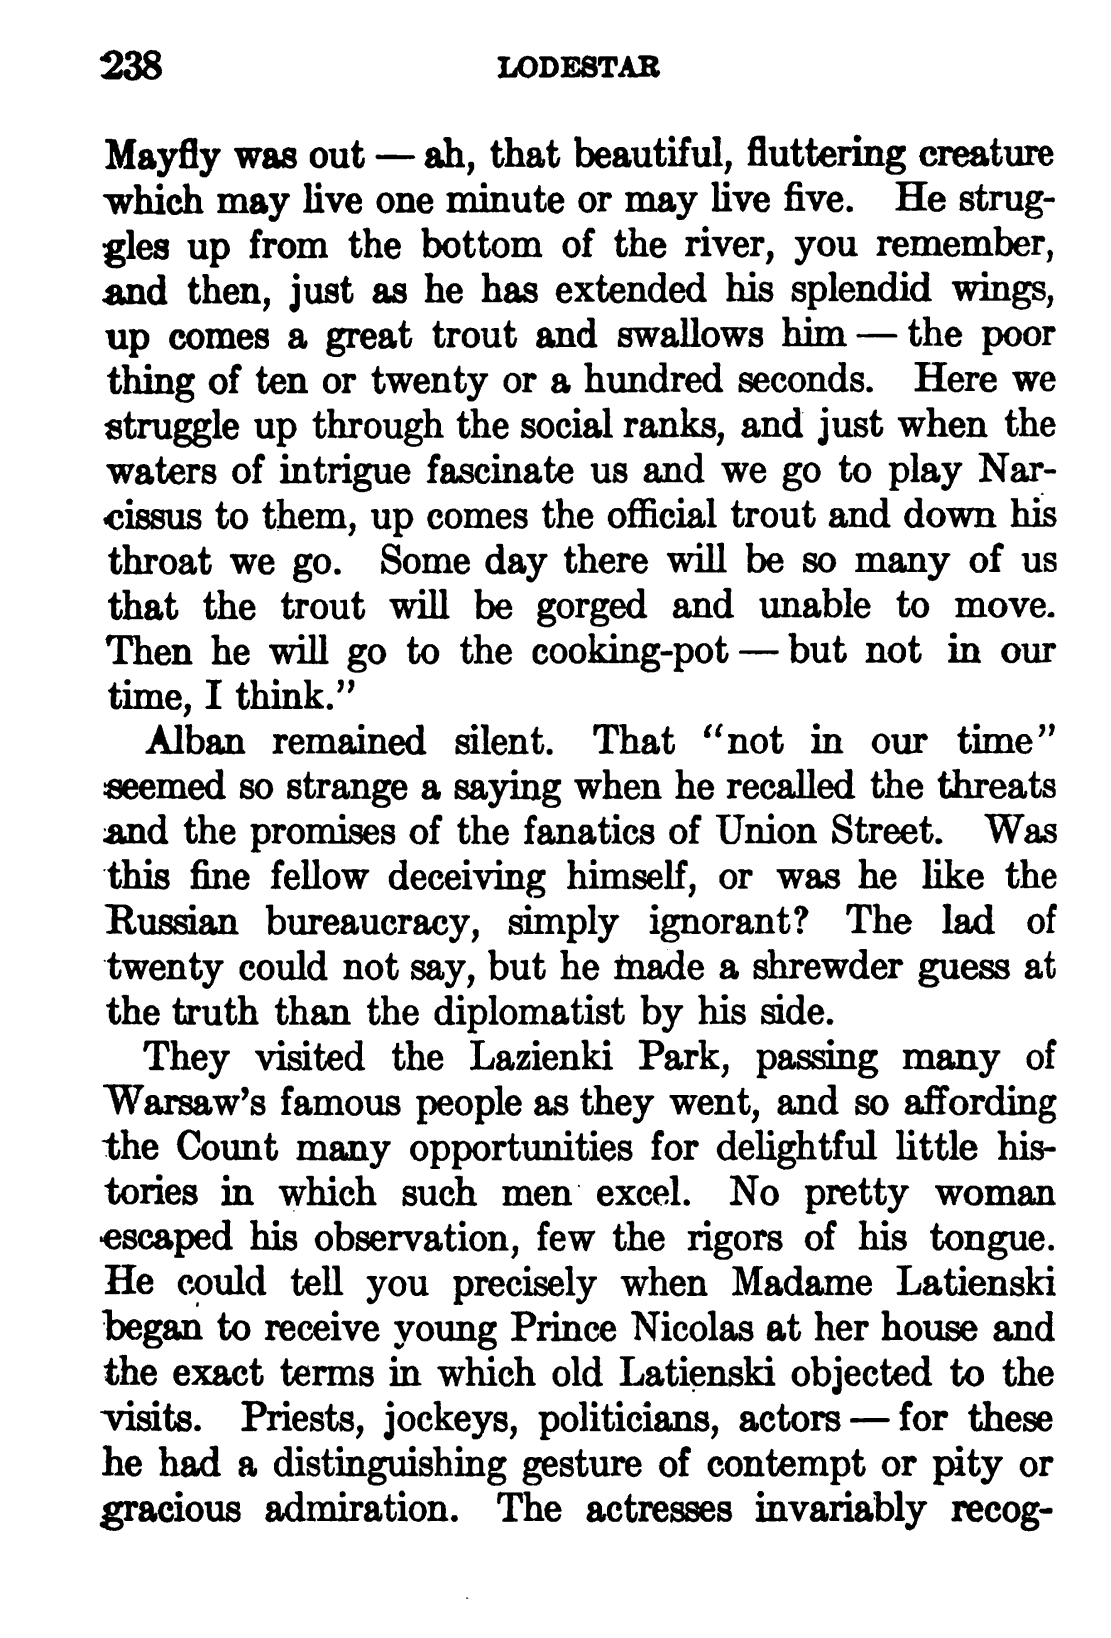 238 LODESTAR
Mayfly was out — ah, that beautiful, fluttering creature
which may live one minute or may live five. He strug-
gles up from the bottom of the river, you remember,
and then, just as he has extended his splendid wings,
up comes a great trout and swallows him — the poor
thing of ten or twenty or a hundred seconds. Here we
struggle up through the social ranks, and just when the
waters of intrigue fascinate us and we go to play Nar-
cissus to them, up comes the official trout and down his
throat we go. Some day there will be so many of us
that the trout will be gorged and unable to move.
Then he will go to the cooking-pot — but not in our
time, I think.”
Alban remained silent. That “not in our time”
seemed so strange a saying when he recalled the threats
and the promises of the fanatics of Union Street. Was
this fine fellow deceiving himself, or was he like the
Russian bureaucracy, simply ignorant? The lad of
twenty could not say, but he made a shrewder guess at
the truth than the diplomatist by his side.
They visited the Lazienki Park, passing many of
Warsaw’s famous people as they went, and so affording
the Count many opportunities for delightful little his-
tories in which such men excel. No pretty woman
escaped his observation, few the rigors of his tongue.
He could tell you precisely when Madame Latienski
began to receive young Prince Nicolas at her house and
the exact terms in which old Latienski objected to the
visits. Priests, jockeys, politicians, actors — for these
he had a distinguishing gesture of contempt or pity or
gracious admiration. The actresses invariably recog-